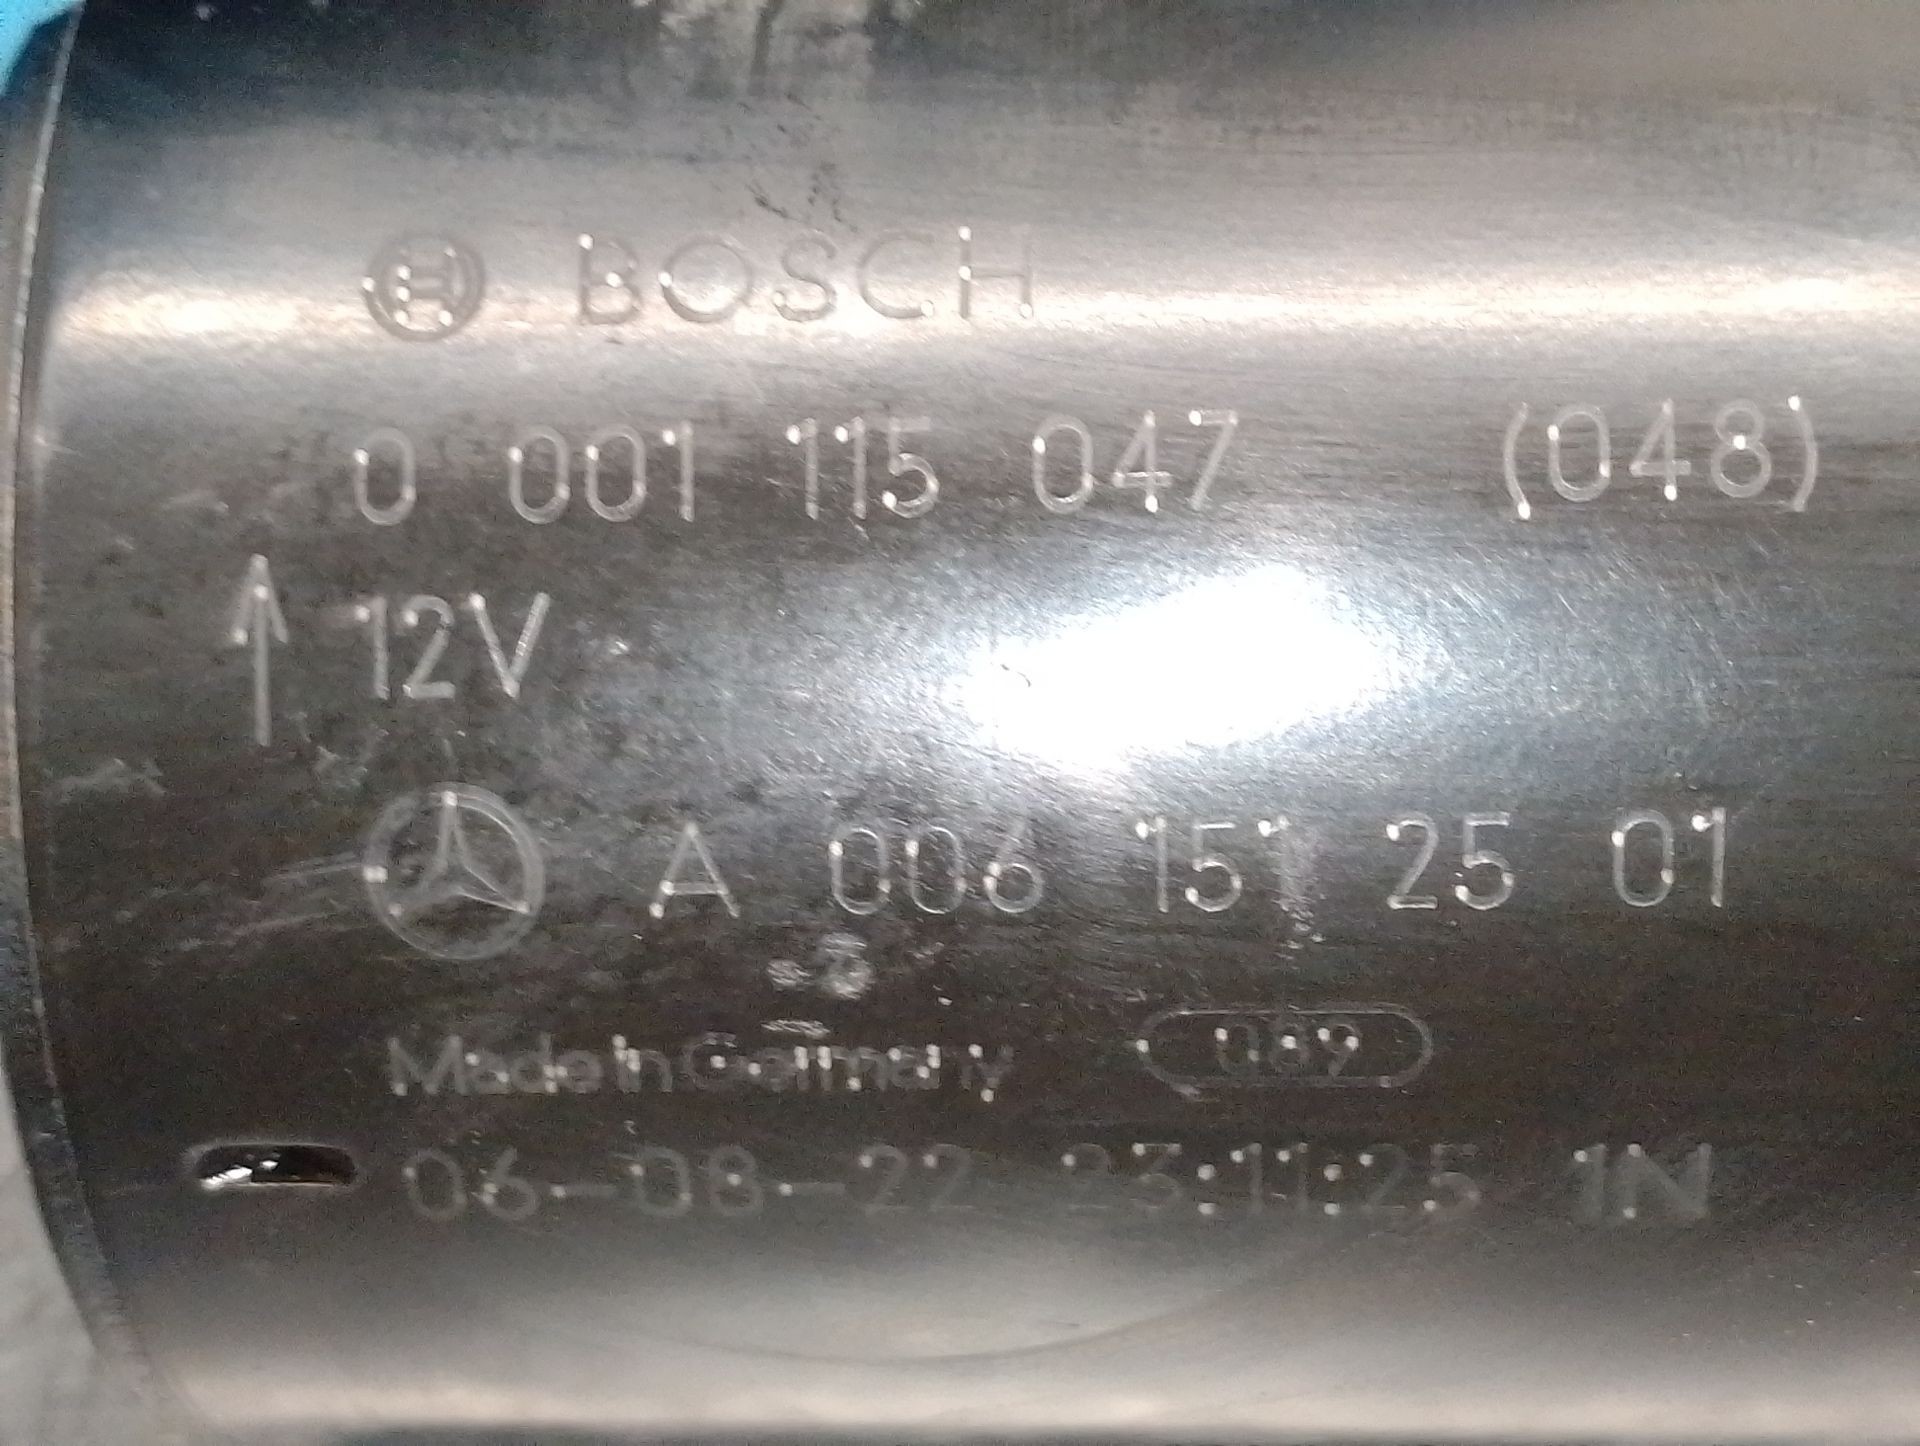 BOSCH
0 001 115 047 (048)
↑ 12V
A 006 151 25 01
Made in Germany 089
06-08-22 23:11:25 1N